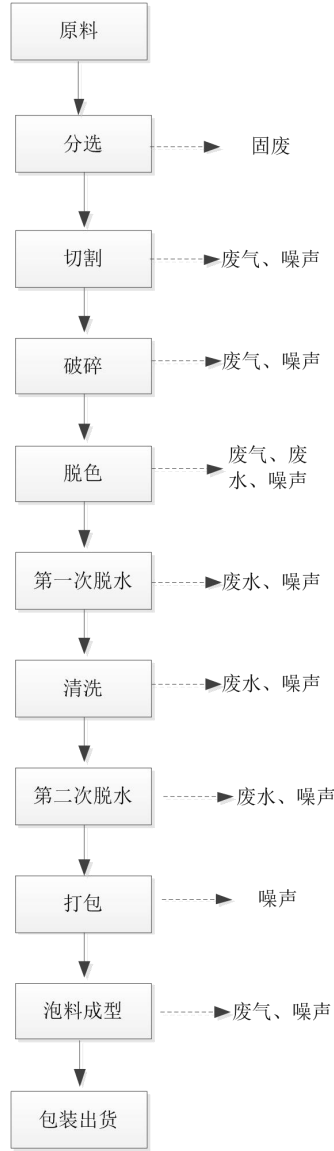 原料
分选
固废
切割
废气、噪声
破碎
废气、噪声
脱色
废气、废
水、噪声
第一次脱水
废水、噪声
清洗
废水、噪声
第二次脱水
废水、噪声
打包
噪声
泡料成型
废气、噪声
包装出货